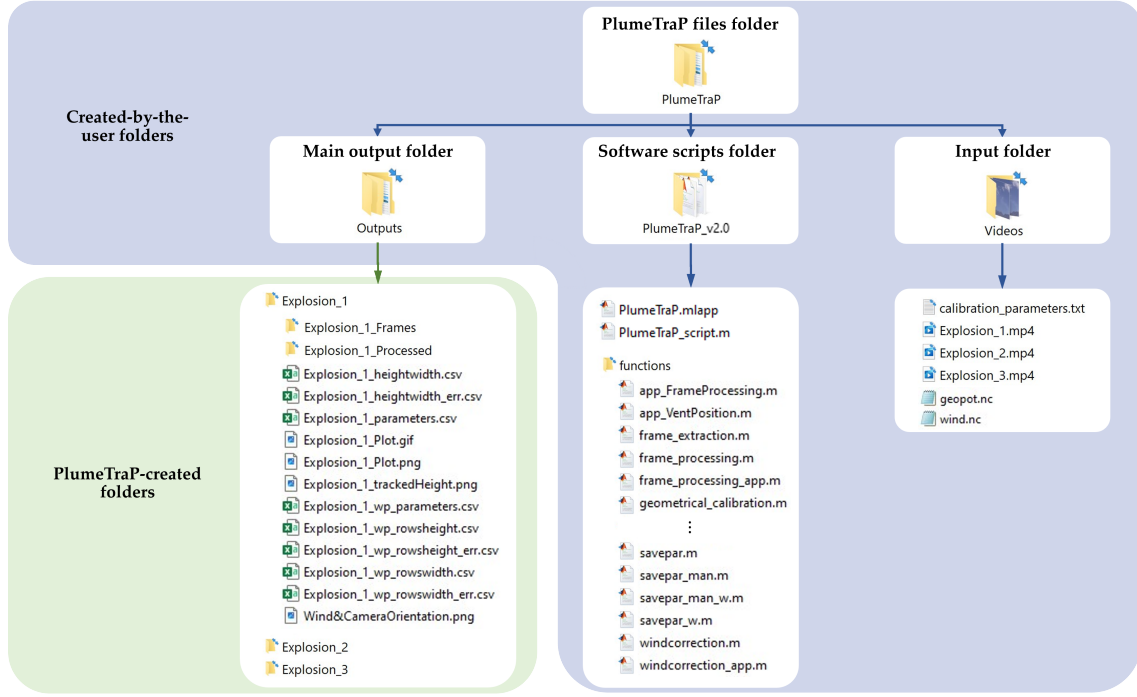 PlumeTraP files folder
PlumeTraP
Created-by-the-
user folders
Main output folder
Outputs
Software scripts folder
PlumeTraP_v2.0
Input folder
Videos
PlumeTraP-created
folders
Explosion_1
Explosion_1_Frames
Explosion_1_Processed
Explosion_1_heightwidth.csv
Explosion_1_heightwidth_err.csv
Explosion_1_parameters.csv
Explosion_1_Plot.gif
Explosion_1_Plot.png
Explosion_1_trackedHeight.png
Explosion_1_wp_parameters.csv
Explosion_1_wp_rowsheight.csv
Explosion_1_wp_rowsheight_err.csv
Explosion_1_wp_rowswidth.csv
Explosion_1_wp_rowswidth_err.csv
Wind&CameraOrientation.png
Explosion_2
Explosion_3
PlumeTraP.mlapp
PlumeTraP_script.m
functions
app_FrameProcessing.m
app_VentPosition.m
frame_extraction.m
frame_processing.m
frame_processing_app.m
geometrical_calibration.m
⋮
savepar.m
savepar_man.m
savepar_man_w.m
savepar_w.m
windcorrection.m
windcorrection_app.m
calibration_parameters.txt
Explosion_1.mp4
Explosion_2.mp4
Explosion_3.mp4
geopot.nc
wind.nc